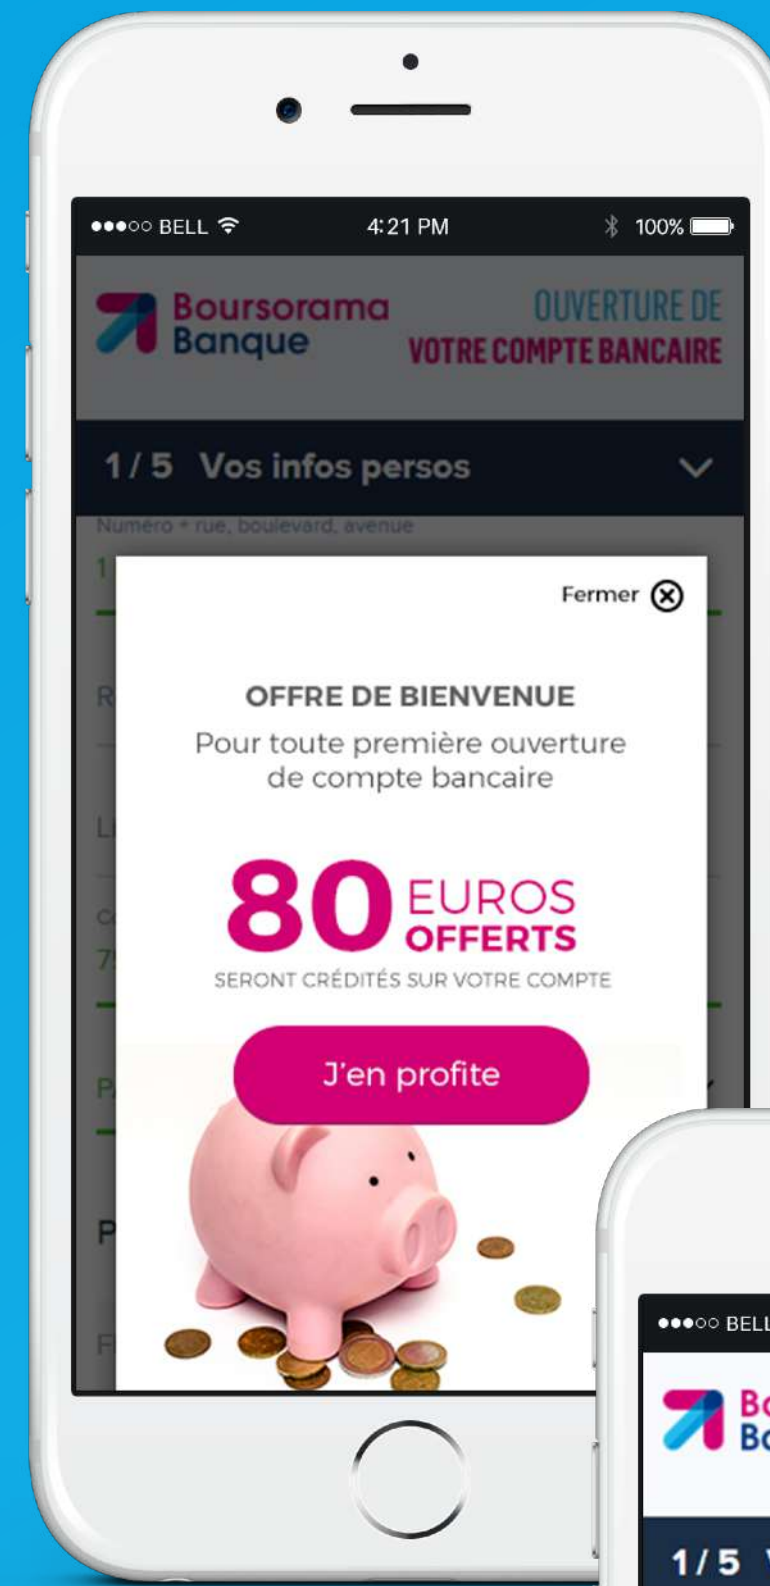 BELL
4:21 PM
100%
Boursorama
Banque
OUVERTURE DE
VOTRE COMPTE BANCAIRE
1 / 5 Vos infos persos
Numéro + rue, boulevard, avenue
1
Fermer
OFFRE DE BIENVENUE
Pour toute première ouverture
de compte bancaire
80 EUROS
OFFERTS
SERONT CRÉDITÉS SUR VOTRE COMPTE
J'en profite
BELL
1 / 5